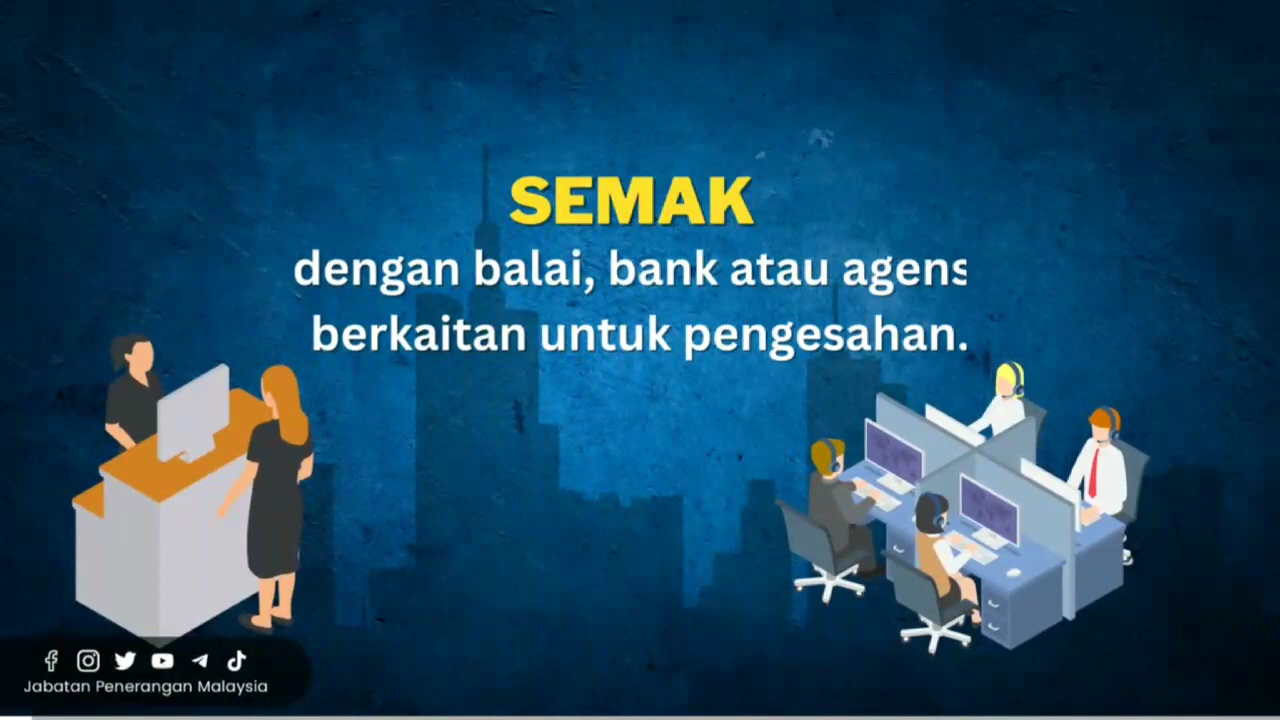 SEMAK
dengan balai, bank atau agens
berkaitan untuk pengesahan.
Jabatan Penerangan Malaysia